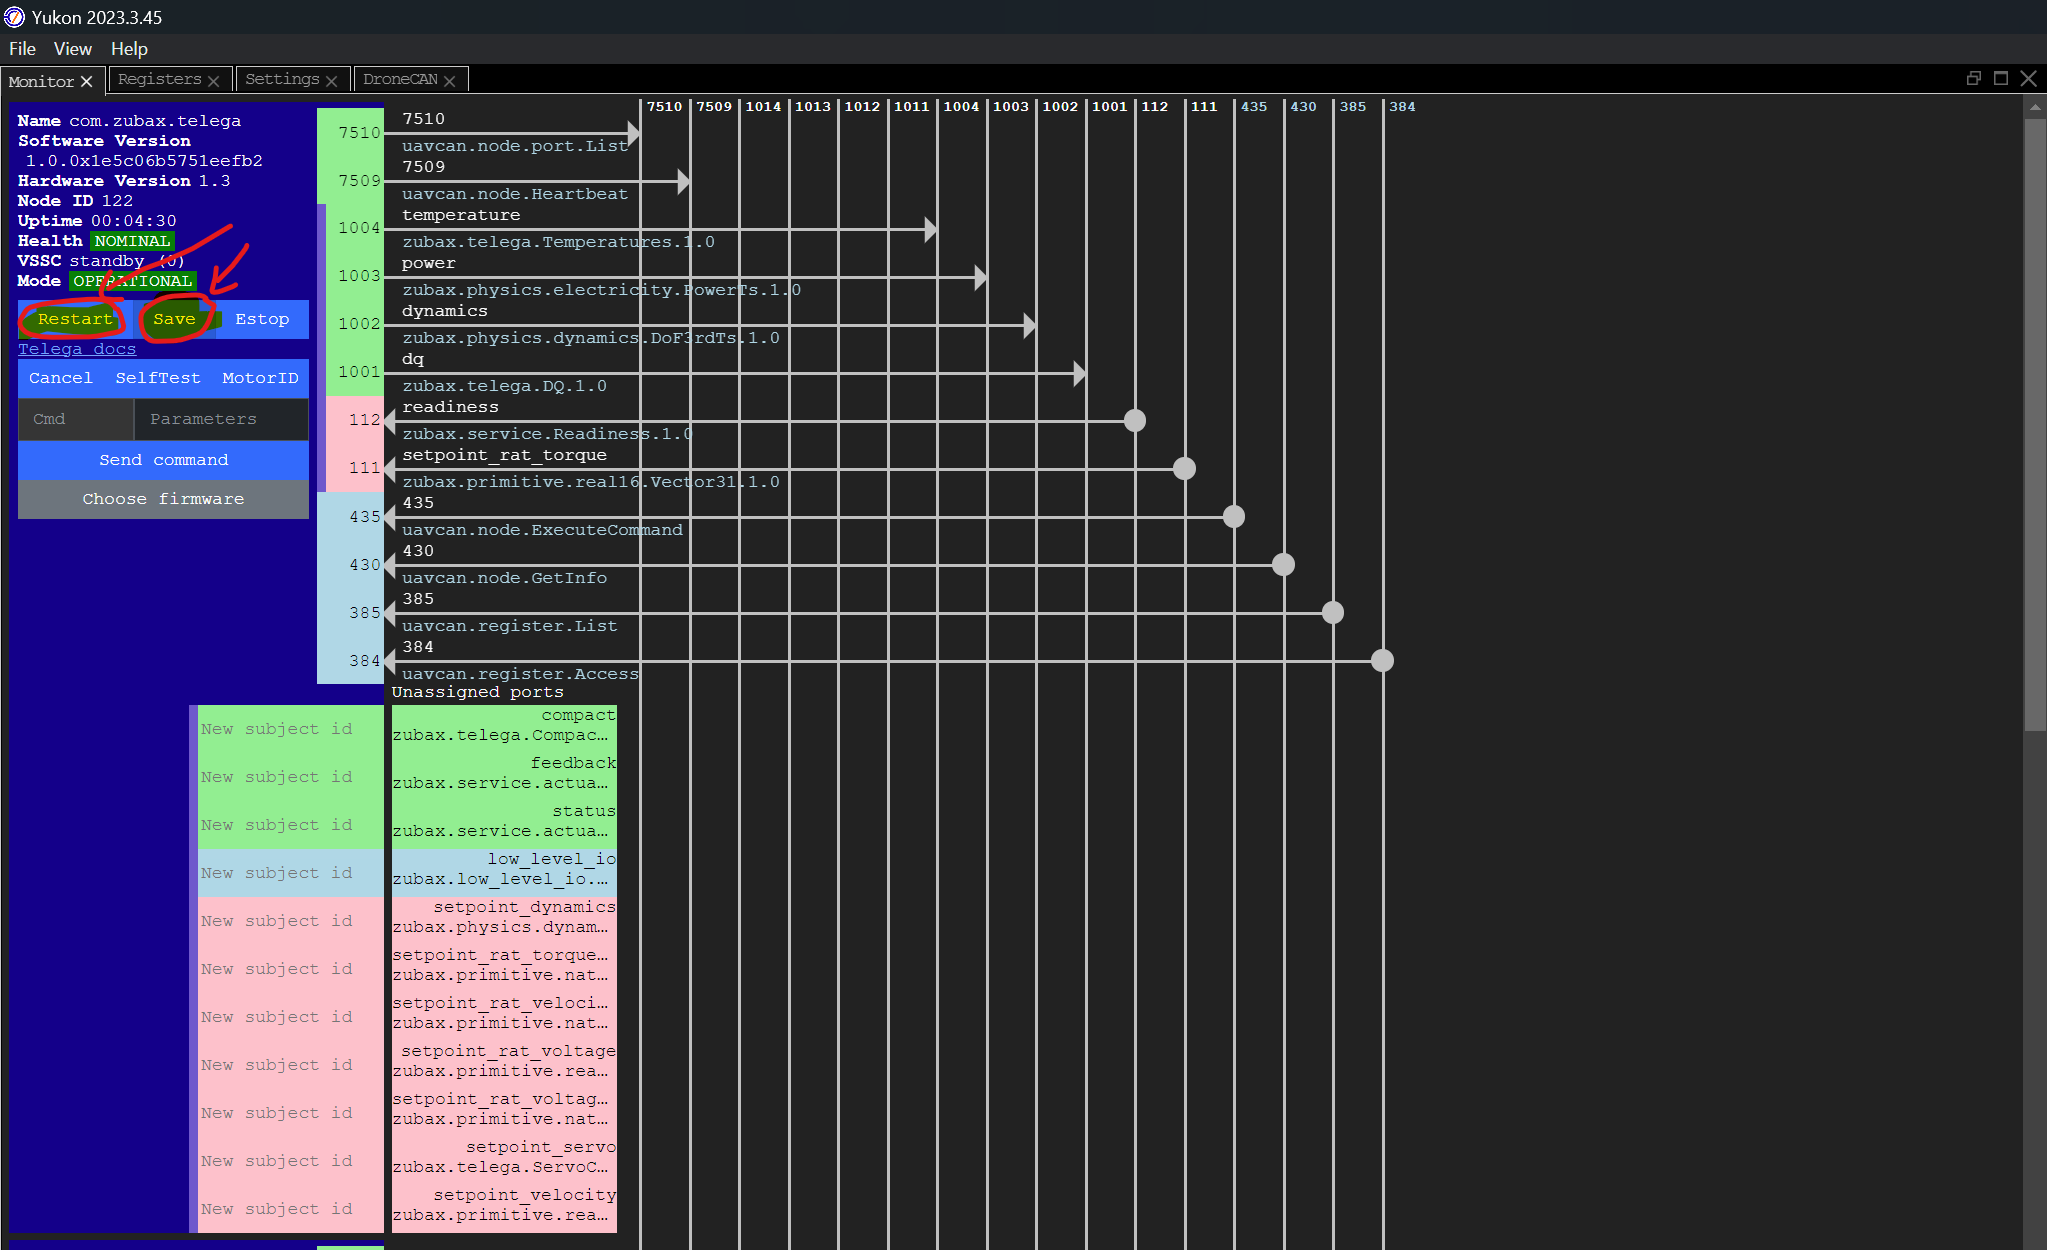 Yukon 2023.3.45
File View Help
Monitor Registers Settings DroneCAN
7510 7509 1014 1013 1012 1011 1004 1003 1002 1001 112 111 435 430 385 384
Name com.zubax.telega
Software Version
1.0.0x1e5c06b5751eefb2
Hardware Version 1.3
Node ID 122
Uptime 00:04:30
Health NOMINAL
VSSC standby (0)
Mode OPERATIONAL
Restart Save Estop
Telega docs
Cancel SelfTest MotorID
Cmd Parameters
Send command
Choose firmware
7510
7510
uavcan.node.port.List
7509
7509
uavcan.node.Heartbeat
1004
temperature
zubax.telega.Temperatures.1.0
1003
power
zubax.physics.electricity.PowerTs.1.0
1002
dynamics
zubax.physics.dynamics.DoF3rdTs.1.0
1001
dq
zubax.telega.DQ.1.0
112
readiness
zubax.service.Readiness.1.0
111
setpoint_rat_torque
zubax.primitive.real16.Vector31.1.0
435
435
uavcan.node.ExecuteCommand
430
430
uavcan.node.GetInfo
385
385
uavcan.register.List
384
384
uavcan.register.Access
Unassigned ports
New subject id
compact
zubax.telega.Compac…
New subject id
feedback
zubax.service.actua…
New subject id
status
zubax.service.actua…
New subject id
low_level_io
zubax.low_level_io.…
New subject id
setpoint_dynamics
zubax.physics.dynam…
New subject id
setpoint_rat_torque…
zubax.primitive.nat…
New subject id
setpoint_rat_veloci…
zubax.primitive.nat…
New subject id
setpoint_rat_voltage
zubax.primitive.rea…
New subject id
setpoint_rat_voltag…
zubax.primitive.nat…
New subject id
setpoint_servo
zubax.telega.ServoC…
New subject id
setpoint_velocity
zubax.primitive.rea…